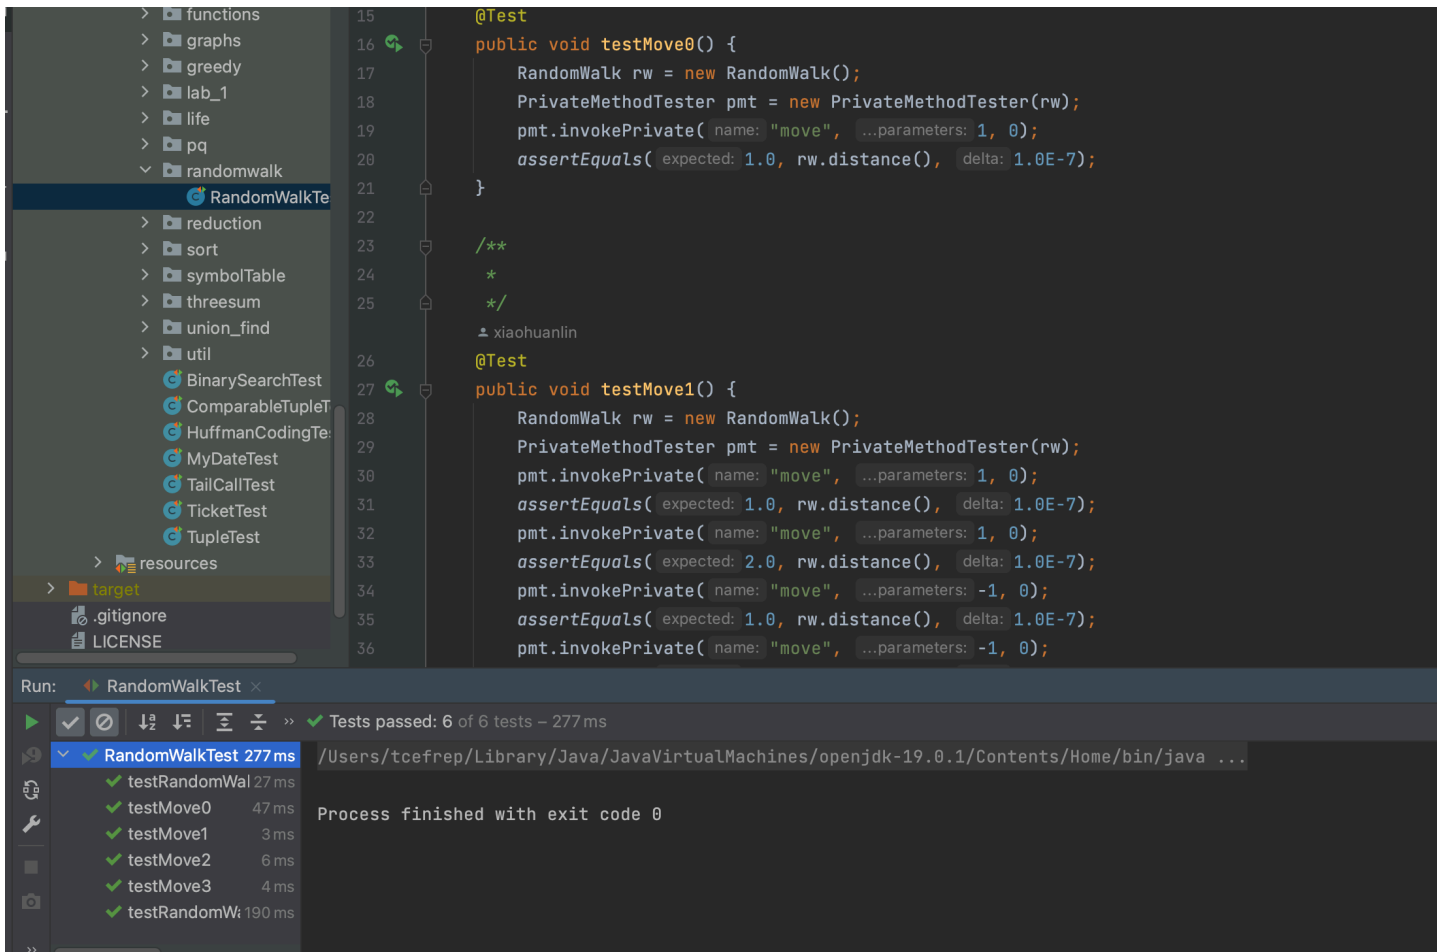 functions
graphs
greedy
lab_1
life
pq
randomwalk
RandomWalkTe
reduction
sort
symbolTable
threesum
union_find
util
BinarySearchTest
ComparableTupleT
HuffmanCodingTe
MyDateTest
TailCallTest
TicketTest
TupleTest
resources
target
.gitignore
LICENSE
15 @Test
16 public void testMove0() {
17 RandomWalk rw = new RandomWalk();
18 PrivateMethodTester pmt = new PrivateMethodTester(rw);
19 pmt.invokePrivate( name: "move", ...parameters: 1, 0);
20 assertEquals( expected: 1.0, rw.distance(), delta: 1.0E-7);
21 }
22
23 /**
24 *
25 */
xiaohuanlin
26 @Test
27 public void testMove1() {
28 RandomWalk rw = new RandomWalk();
29 PrivateMethodTester pmt = new PrivateMethodTester(rw);
30 pmt.invokePrivate( name: "move", ...parameters: 1, 0);
31 assertEquals( expected: 1.0, rw.distance(), delta: 1.0E-7);
32 pmt.invokePrivate( name: "move", ...parameters: 1, 0);
33 assertEquals( expected: 2.0, rw.distance(), delta: 1.0E-7);
34 pmt.invokePrivate( name: "move", ...parameters: -1, 0);
35 assertEquals( expected: 1.0, rw.distance(), delta: 1.0E-7);
36 pmt.invokePrivate( name: "move", ...parameters: -1, 0);
Run: RandomWalkTest
Tests passed: 6 of 6 tests – 277 ms
RandomWalkTest 277 ms
testRandomWal 27 ms
testMove0 47 ms
testMove1 3 ms
testMove2 6 ms
testMove3 4 ms
testRandomWa 190 ms
/Users/tcefrep/Library/Java/JavaVirtualMachines/openjdk-19.0.1/Contents/Home/bin/java ...
Process finished with exit code 0